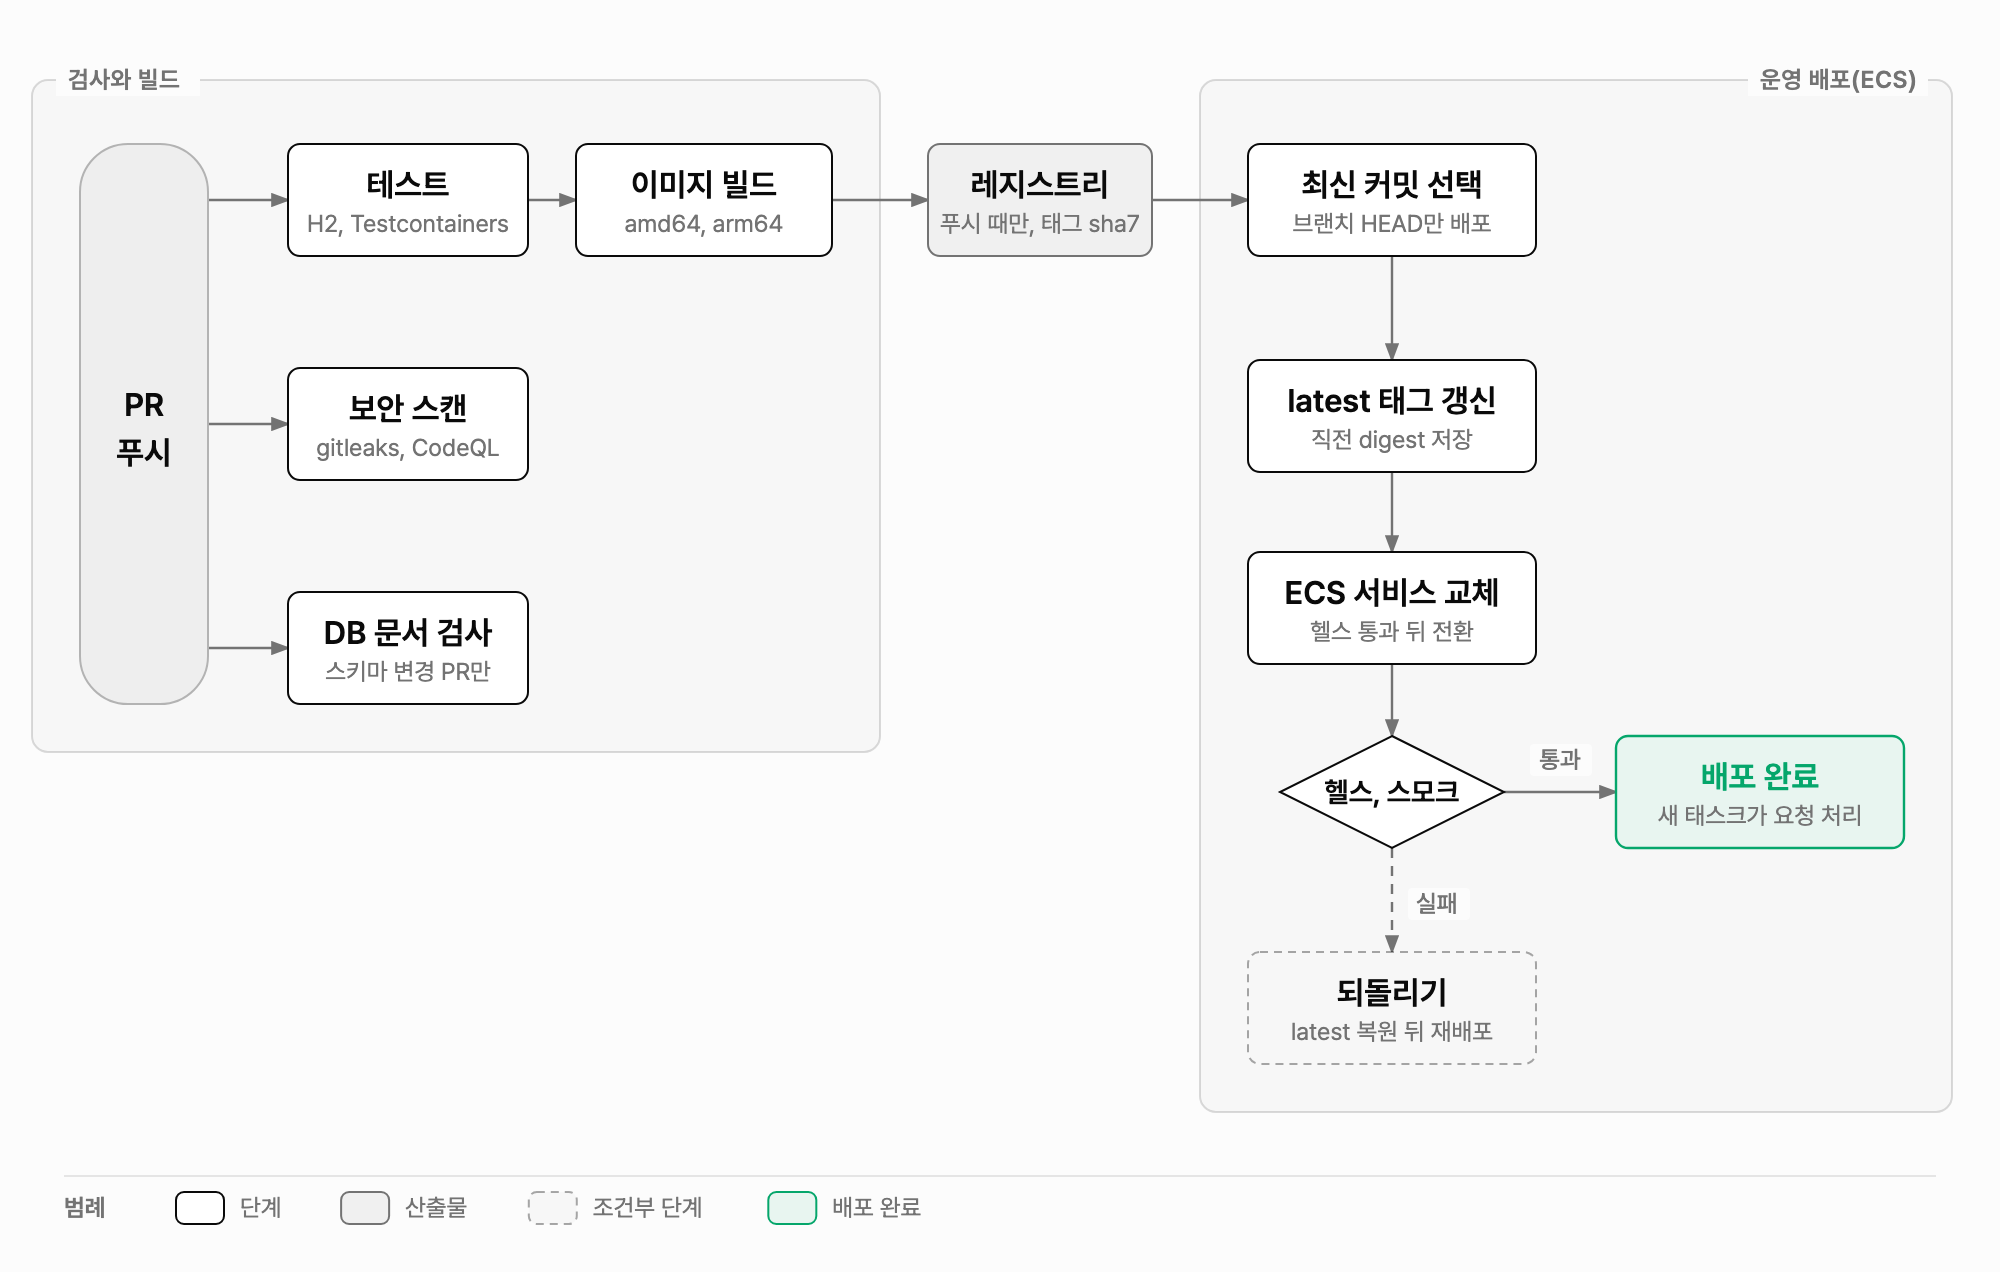 검사와 빌드
운영 배포(ECS)
PR
푸시
테스트
H2, Testcontainers
이미지 빌드
amd64, arm64
레지스트리
푸시 때만, 태그 sha7
최신 커밋 선택
브랜치 HEAD만 배포
보안 스캔
gitleaks, CodeQL
latest 태그 갱신
직전 digest 저장
DB 문서 검사
스키마 변경 PR만
ECS 서비스 교체
헬스 통과 뒤 전환
헬스, 스모크
통과
배포 완료
새 태스크가 요청 처리
실패
되돌리기
latest 복원 뒤 재배포
범례
단계
산출물
조건부 단계
배포 완료